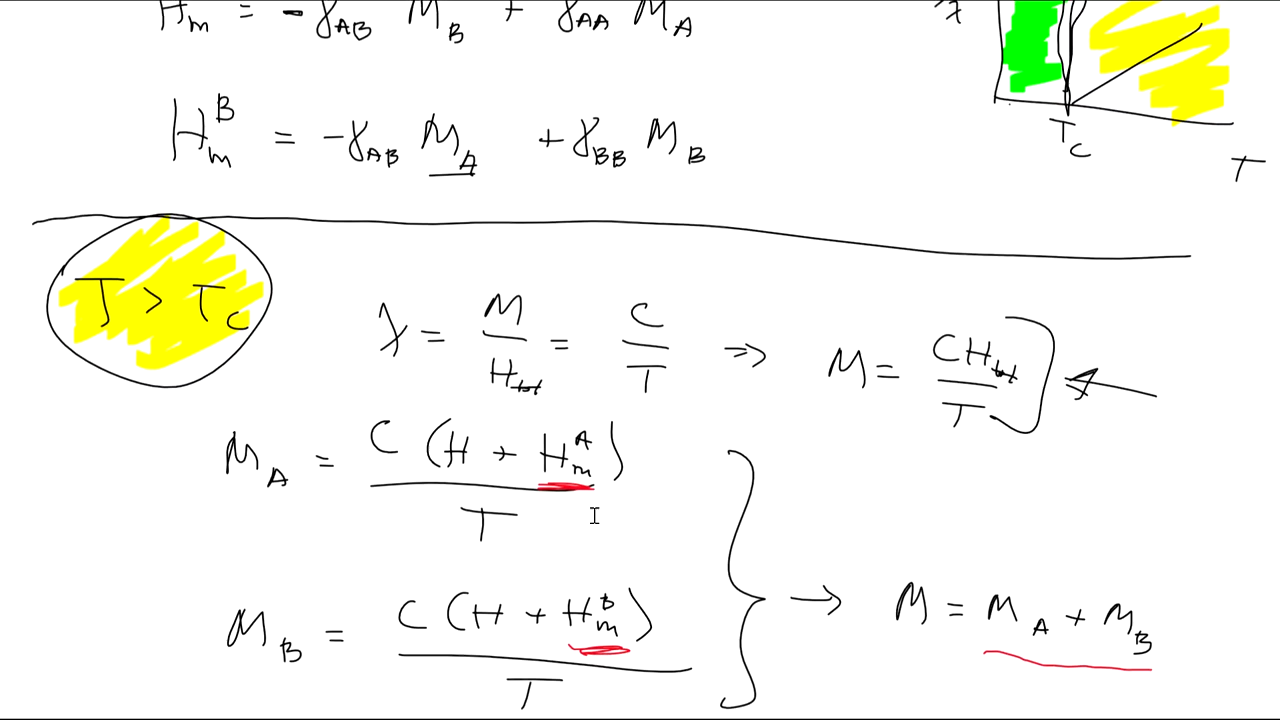 H_m = - γ_AB M_B + γ_AA M_A
H_m^B = -γ_AB M_A + γ_BB M_B
T_C
T
T > T_C
χ = M/H_tot = C/T ⇒ M = CH_tot/T
M_A = C (H + H_m^A)/T
M_B = C (H + H_m^B)/T
→ M = M_A + M_B